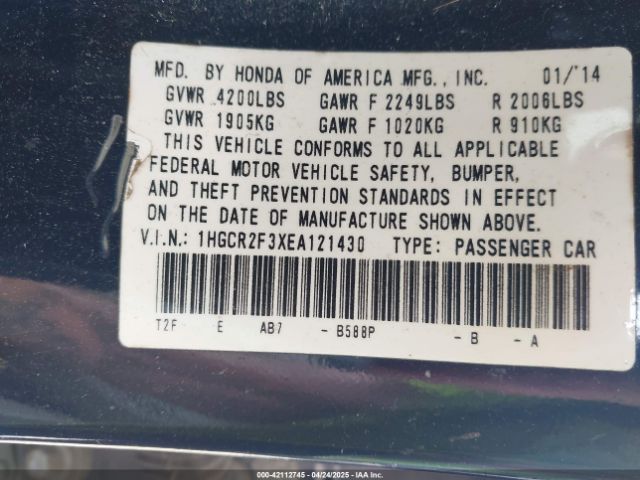 MFD. BY HONDA OF AMERICA MFG., INC. 01/'14
GVWR 4200LBS GAWR F 2249LBS R 2006LBS
GVWR 1905KG GAWR F 1020KG R 910KG
THIS VEHICLE CONFORMS TO ALL APPLICABLE
FEDERAL MOTOR VEHICLE SAFETY, BUMPER,
AND THEFT PREVENTION STANDARDS IN EFFECT
ON THE DATE OF MANUFACTURE SHOWN ABOVE.
V.I.N.: 1HGCR2F3XEA121430 TYPE: PASSENGER CAR
T2F E AB7 - B588P - B - A
000-42112745 - 04/24/2025 - IAAI.COM